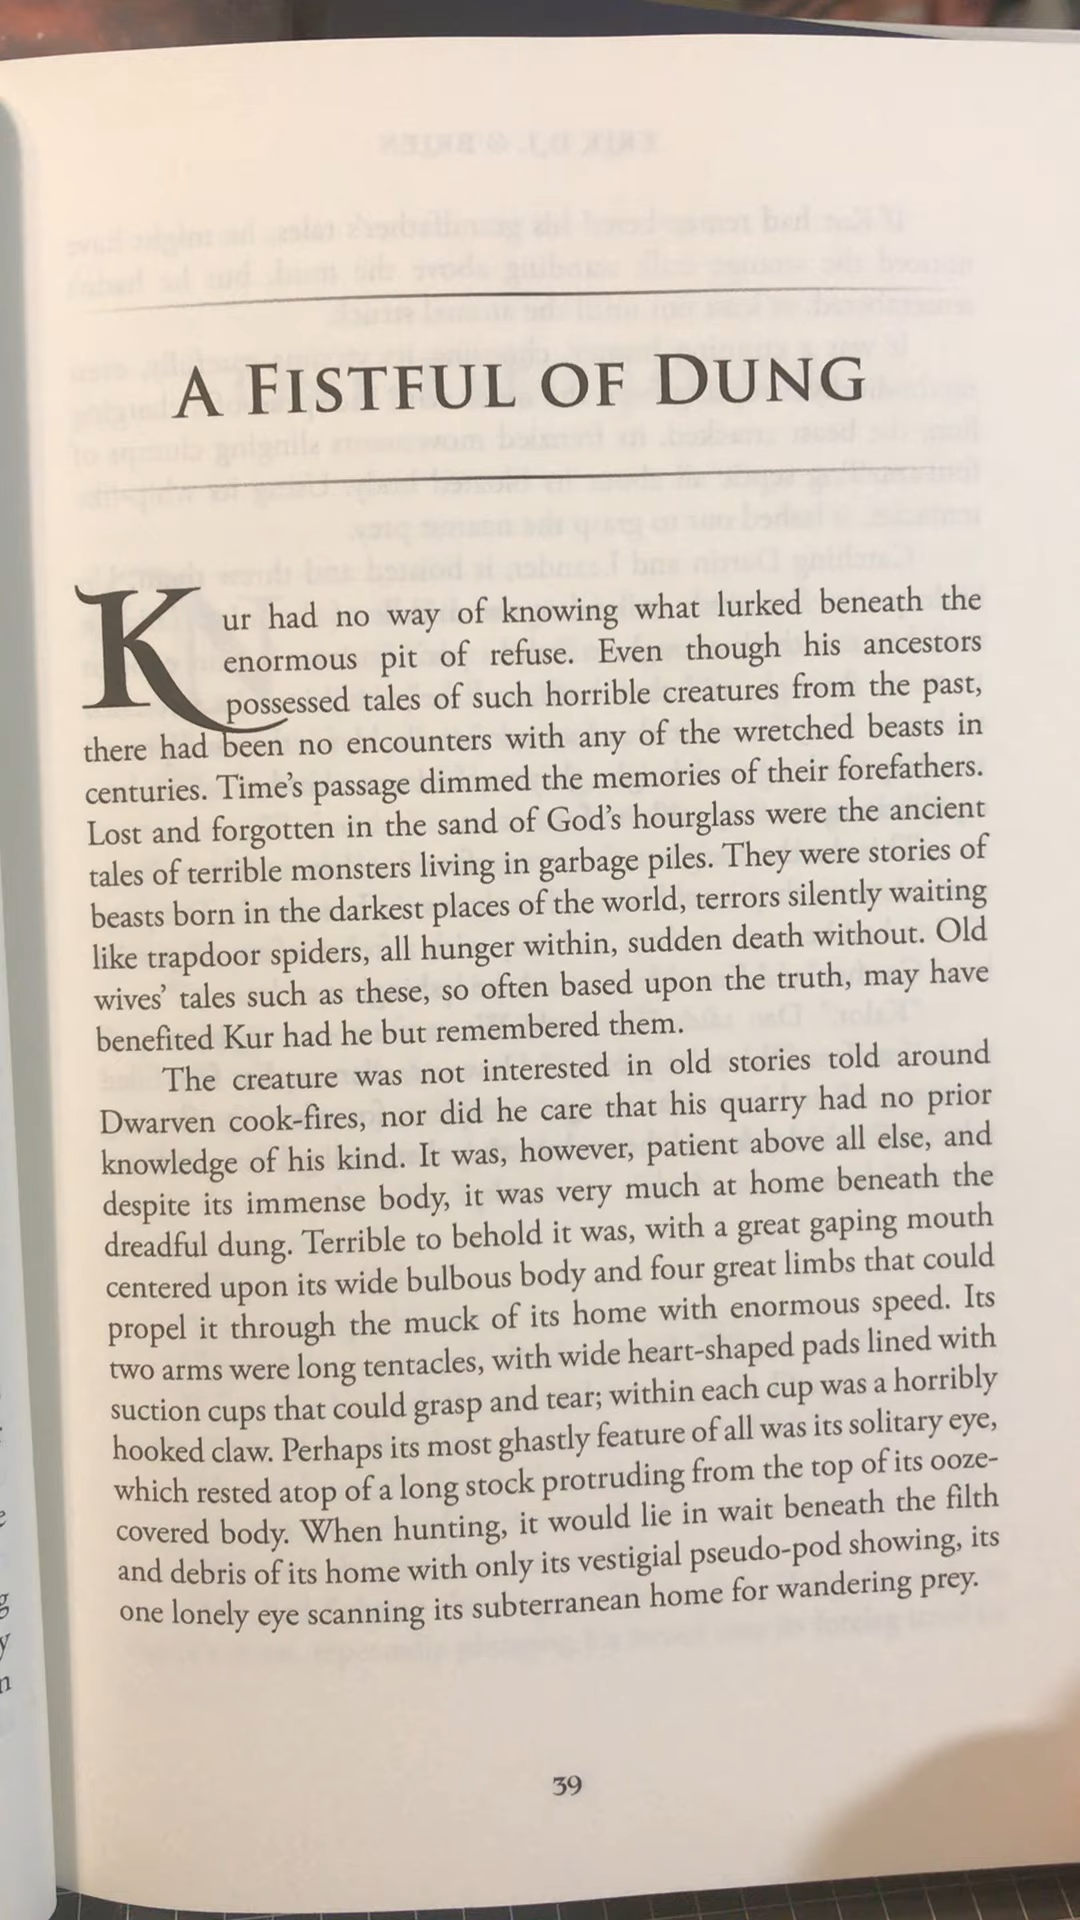 A FISTFUL OF DUNG
Kur had no way of knowing what lurked beneath the
enormous pit of refuse. Even though his ancestors
possessed tales of such horrible creatures from the past,
there had been no encounters with any of the wretched beasts in
centuries. Time's passage dimmed the memories of their forefathers.
Lost and forgotten in the sand of God's hourglass were the ancient
tales of terrible monsters living in garbage piles. They were stories of
beasts born in the darkest places of the world, terrors silently waiting
like trapdoor spiders, all hunger within, sudden death without. Old
wives' tales such as these, so often based upon the truth, may have
benefited Kur had he but remembered them.
The creature was not interested in old stories told around
Dwarven cook-fires, nor did he care that his quarry had no prior
knowledge of his kind. It was, however, patient above all else, and
despite its immense body, it was very much at home beneath the
dreadful dung. Terrible to behold it was, with a great gaping mouth
centered upon its wide bulbous body and four great limbs that could
propel it through the muck of its home with enormous speed. Its
two arms were long tentacles, with wide heart-shaped pads lined with
suction cups that could grasp and tear; within each cup was a horribly
hooked claw. Perhaps its most ghastly feature of all was its solitary eye,
which rested atop of a long stock protruding from the top of its ooze-
covered body. When hunting, it would lie in wait beneath the filth
and debris of its home with only its vestigial pseudo-pod showing, its
one lonely eye scanning its subterranean home for wandering prey.
39